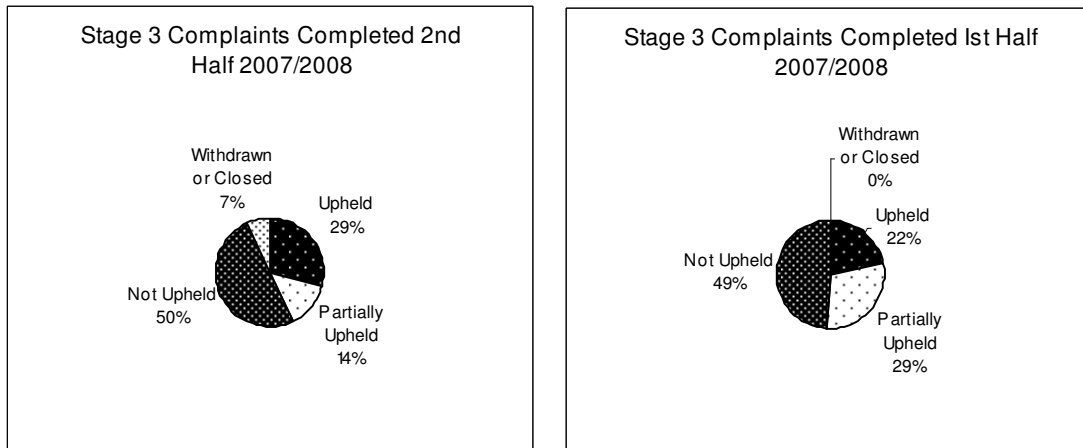 Stage 3 Complaints Completed 2nd
Half 2007/2008
Withdrawn
or Closed
7%
Upheld
29%
Not Upheld
50%
Partially
Upheld
14%
Stage 3 Complaints Completed Ist Half
2007/2008
Withdrawn
or Closed
0%
Upheld
22%
Not Upheld
49%
Partially
Upheld
29%